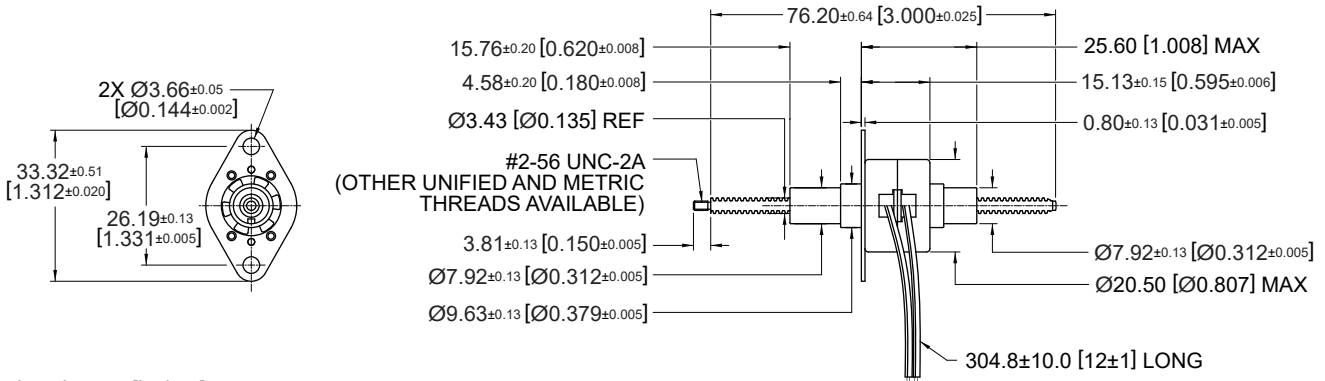 76.20±0.64 [3.000±0.025]
15.76±0.20 [0.620±0.008]
25.60 [1.008] MAX
4.58±0.20 [0.180±0.008]
15.13±0.15 [0.595±0.006]
2X Ø3.66±0.05
[Ø0.144±0.002]
Ø3.43 [Ø0.135] REF
0.80±0.13 [0.031±0.005]
#2-56 UNC-2A
(OTHER UNIFIED AND METRIC
THREADS AVAILABLE)
33.32±0.51
[1.312±0.020]
26.19±0.13
[1.331±0.005]
3.81±0.13 [0.150±0.005]
Ø7.92±0.13 [Ø0.312±0.005]
Ø7.92±0.13 [Ø0.312±0.005]
Ø20.50 [Ø0.807] MAX
Ø9.63±0.13 [Ø0.379±0.005]
304.8±10.0 [12±1] LONG